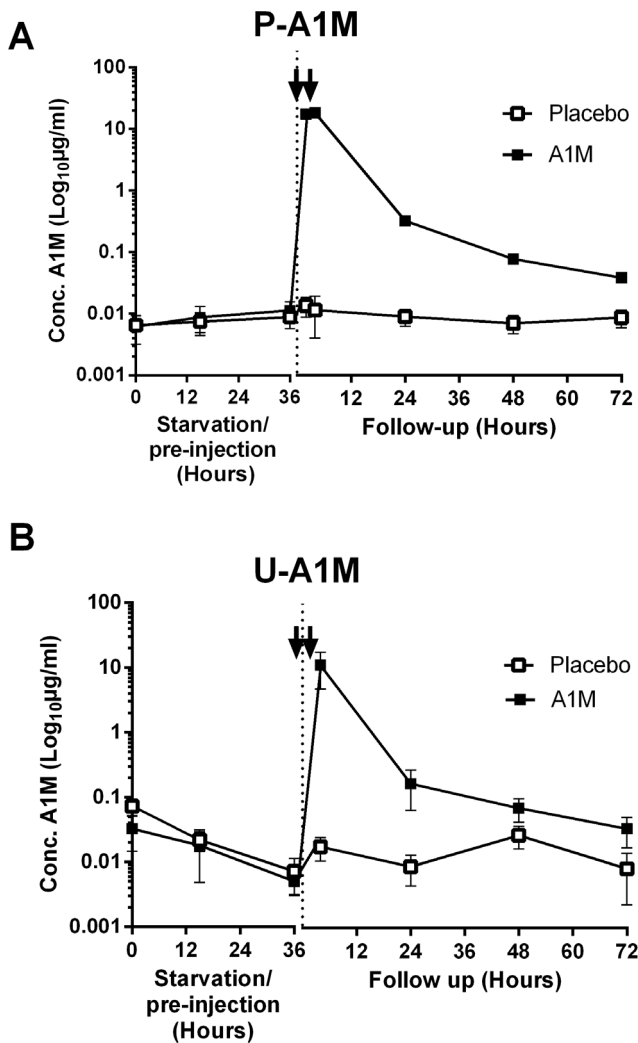 A
P-A1M
100
10
1
0.1
0.01
0.001
Conc. A1M (Log10µg/ml)
Placebo
A1M
0 12 24 36 12 24 36 48 60 72
Starvation/
pre-injection
(Hours)
Follow-up (Hours)
B
U-A1M
100
10
1
0.1
0.01
0.001
Conc. A1M (Log10µg/ml)
Placebo
A1M
0 12 24 36 12 24 36 48 60 72
Starvation/
pre-injection
(Hours)
Follow up (Hours)